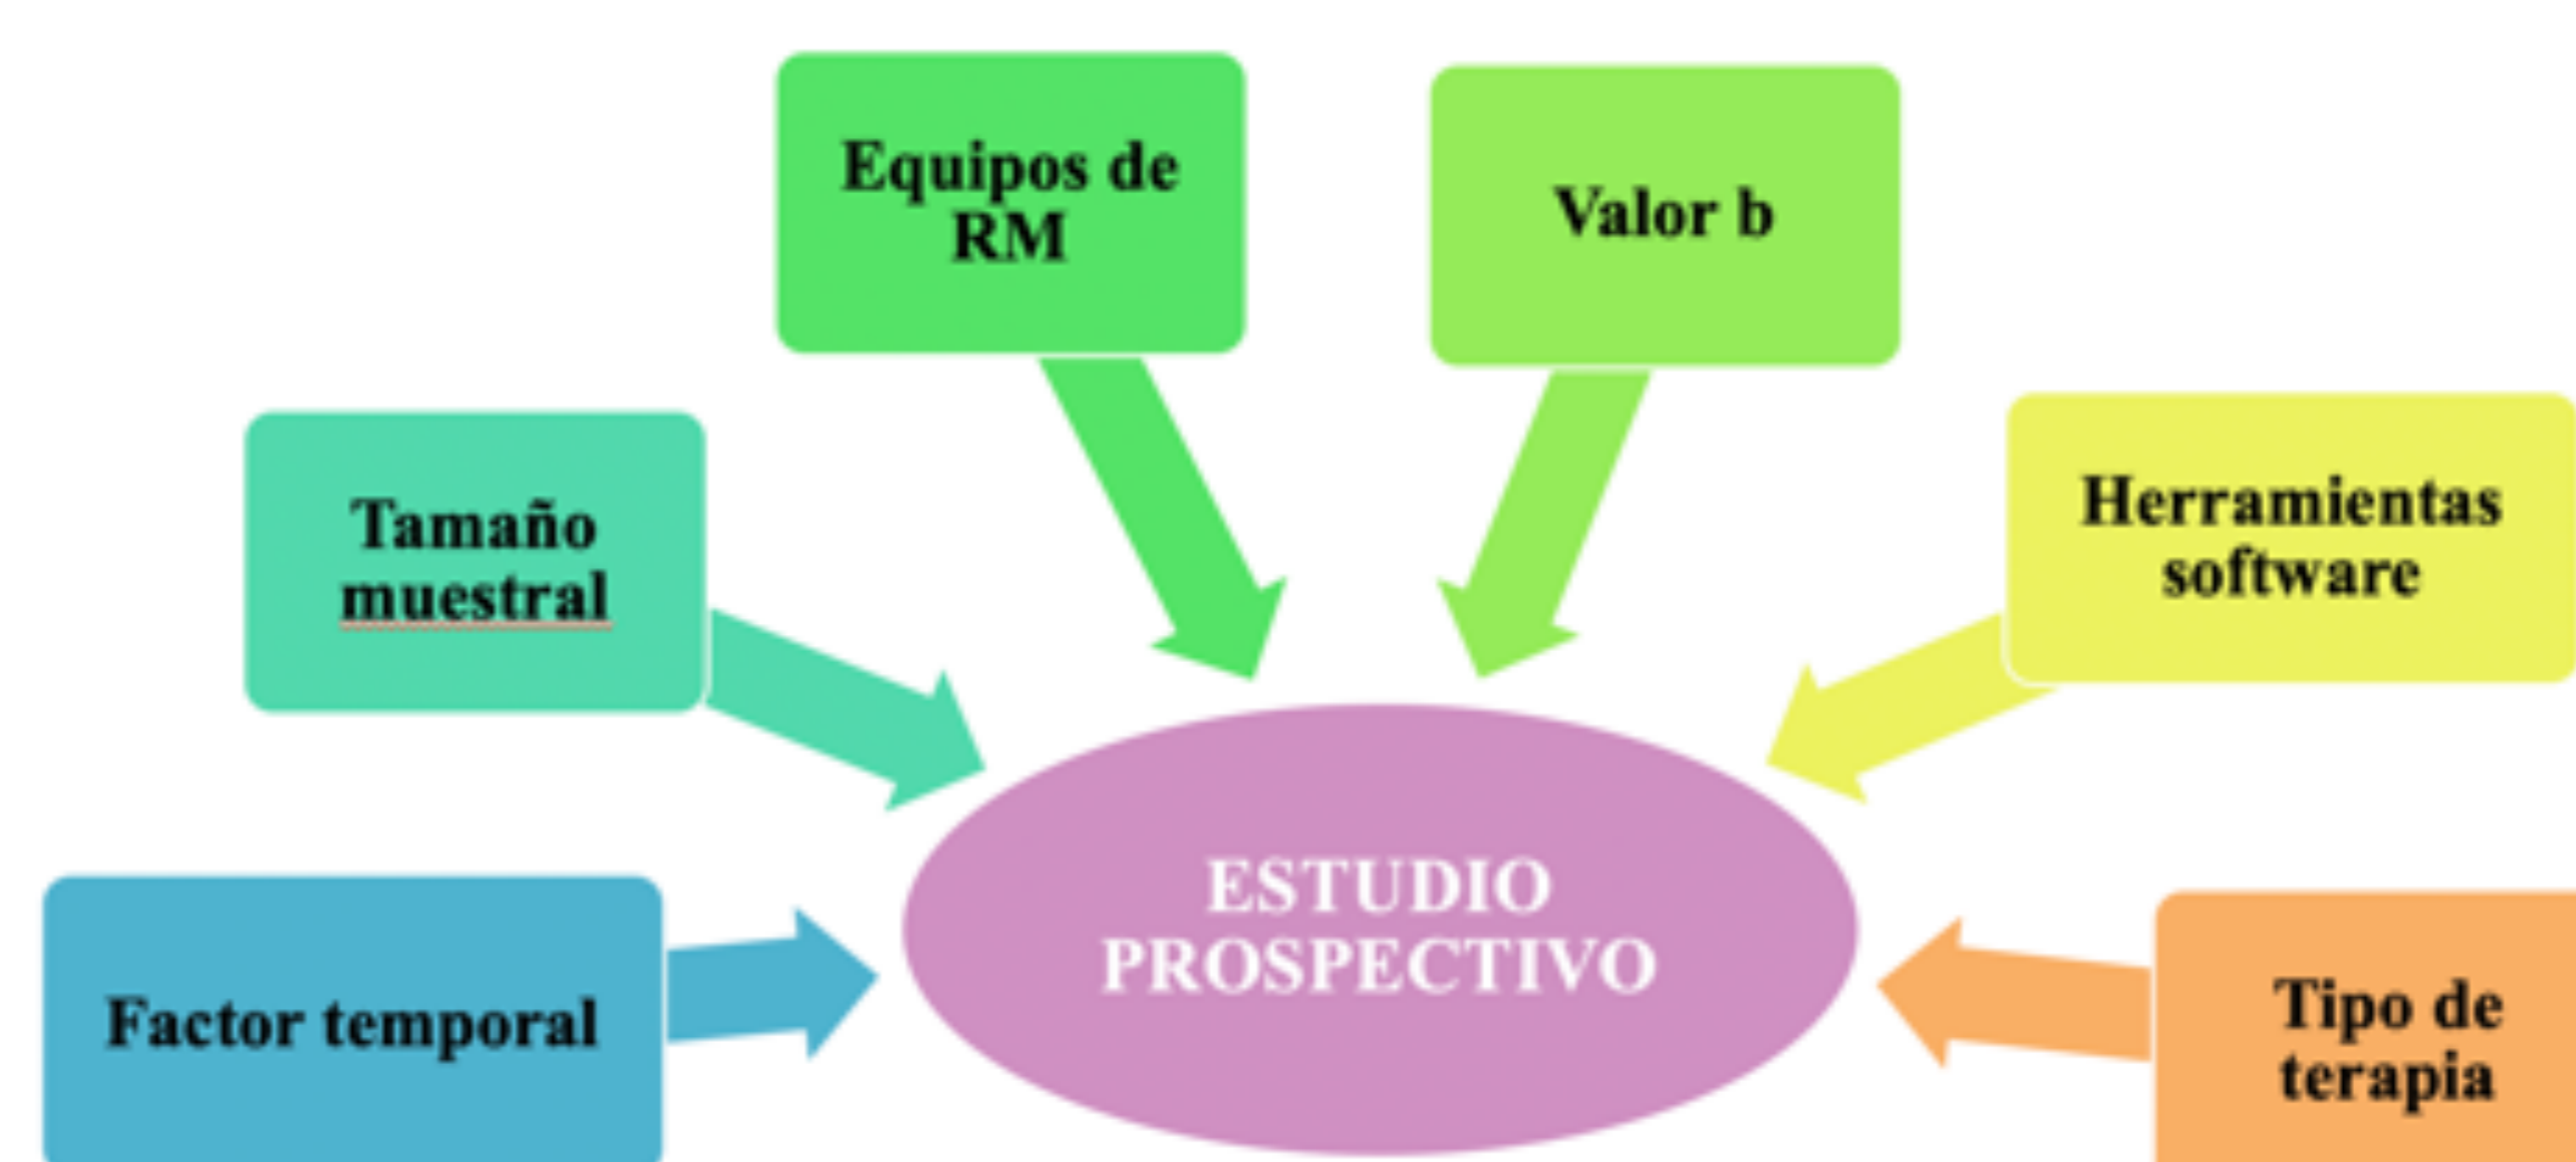 Equipos de
RM
Valor b
Tamaño
muestral
Herramientas
software
ESTUDIO
PROSPECTIVO
Factor temporal
Tipo de
terapia